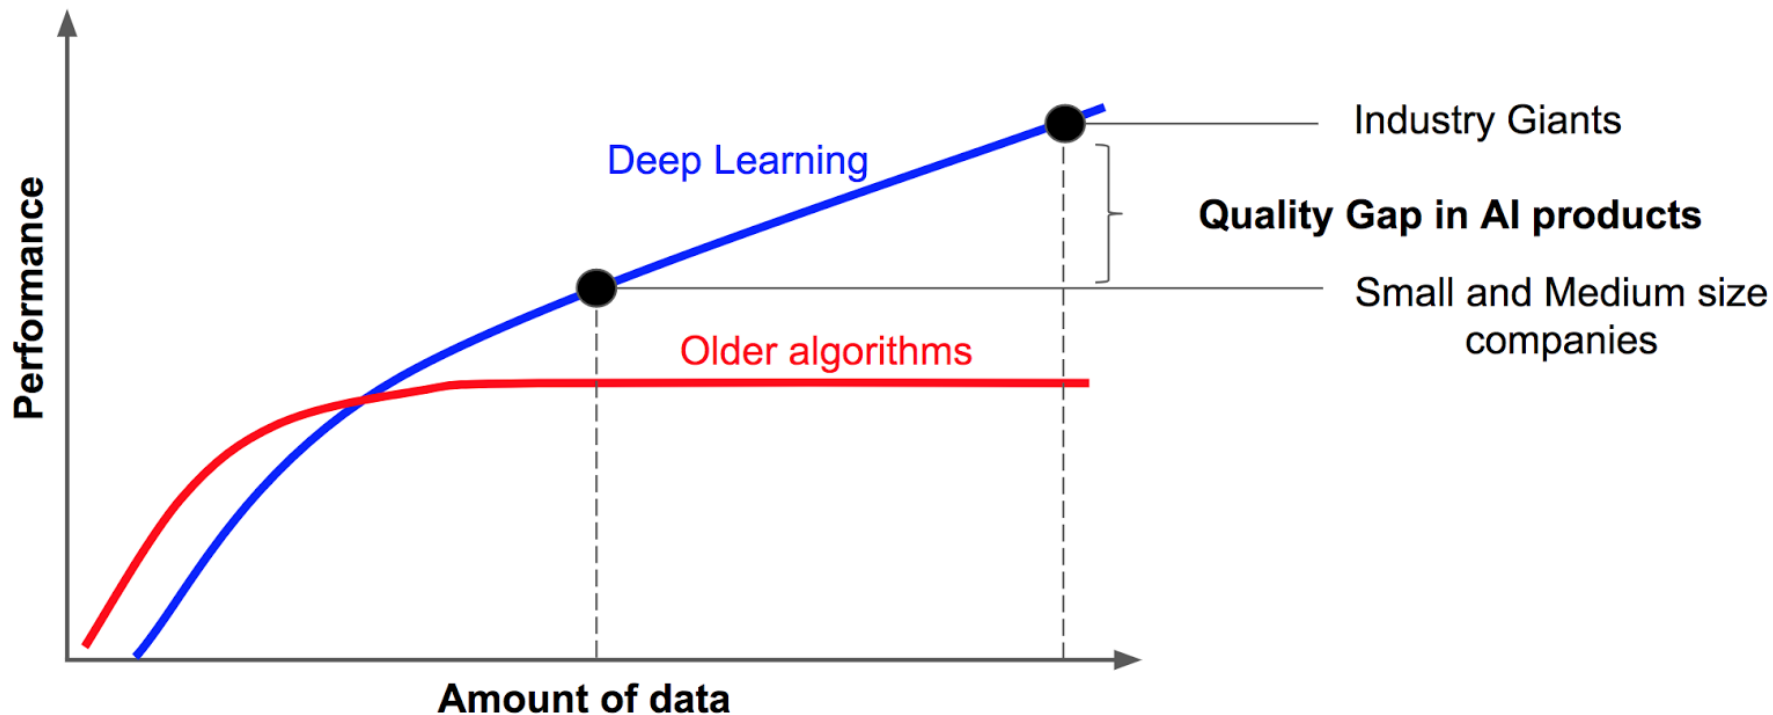 Industry Giants
Deep Learning
Quality Gap in AI products
Small and Medium size
companies
Older algorithms
Performance
Amount of data